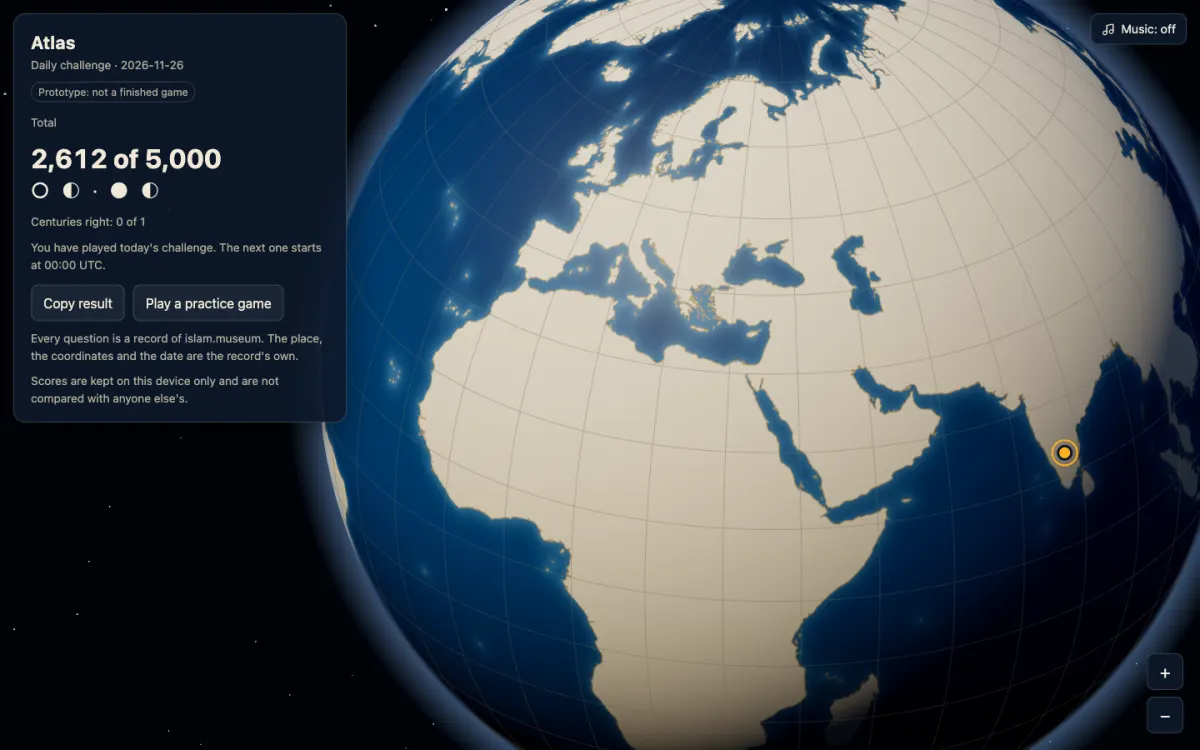 Atlas
Daily challenge · 2026-11-26
Prototype: not a finished game
Total
2,612 of 5,000
Centuries right: 0 of 1
You have played today's challenge. The next one starts
at 00:00 UTC.
Copy result
Play a practice game
Every question is a record of islam.museum. The place,
the coordinates and the date are the record's own.
Scores are kept on this device only and are not
compared with anyone else's.
Music: off
+
−